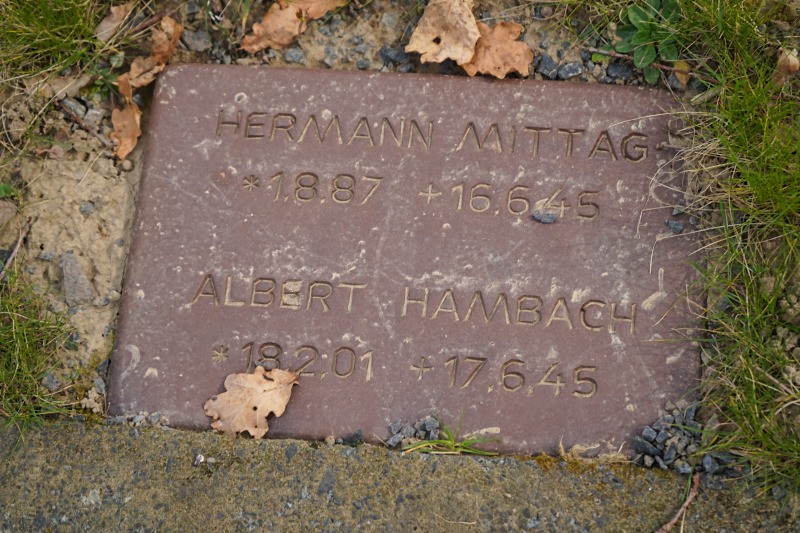 HERMANN MITTAG
*1.8.87 +16.6.45
ALBERT HAMBACH
*18.2.01 +17.6.45